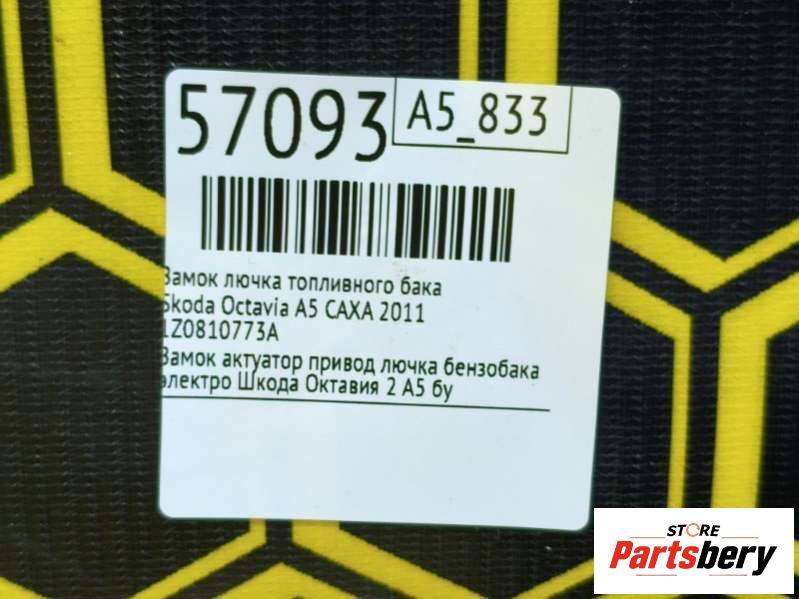 57093
A5_833
Замок лючка топливного бака
Skoda Octavia A5 CAXA 2011
1Z0810773A
Замок актуатор привод лючка бензобака
электро Шкода Октавия 2 А5 бу
STORE
Partsbery